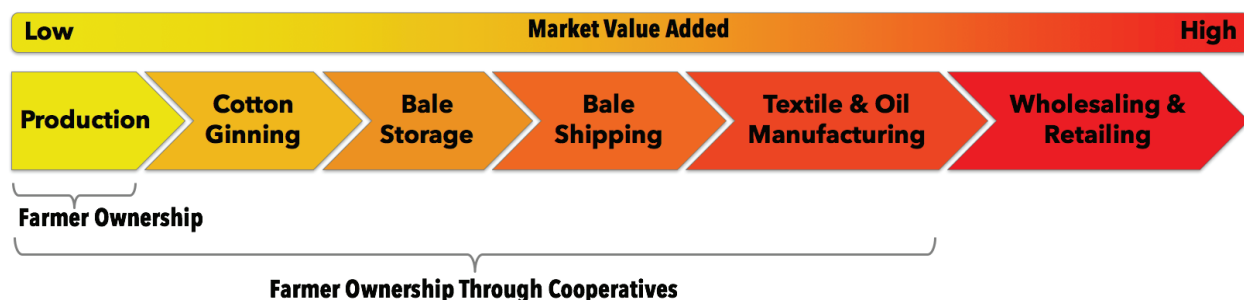 Low Market Value Added High
Production
Cotton
Ginning
Bale
Storage
Bale
Shipping
Textile & Oil
Manufacturing
Wholesaling &
Retailing
Farmer Ownership
Farmer Ownership Through Cooperatives